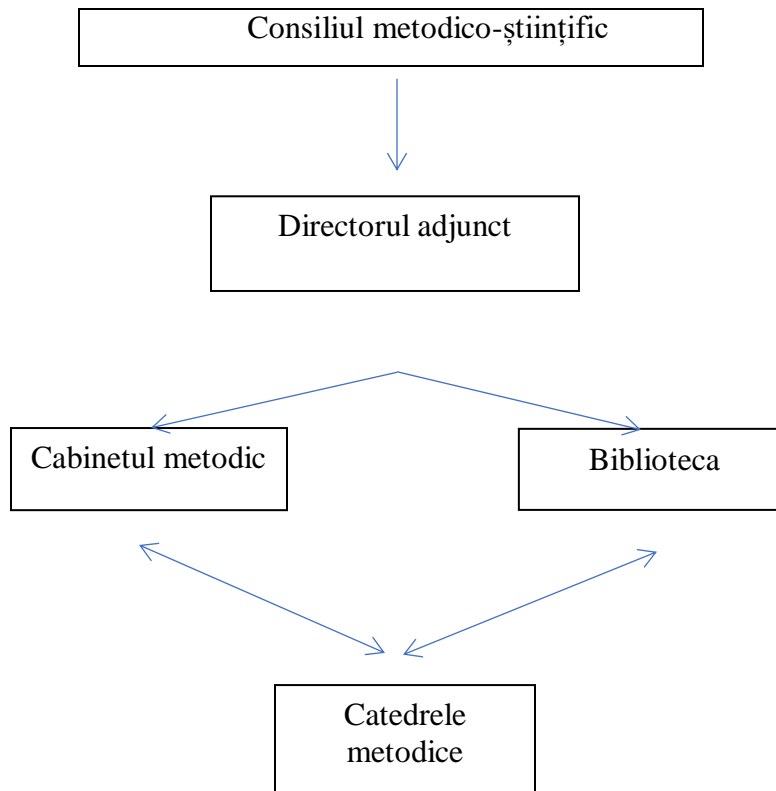 Consiliul metodico-științific
Directorul adjunct
Cabinetul metodic
Biblioteca
Catedrele
metodice